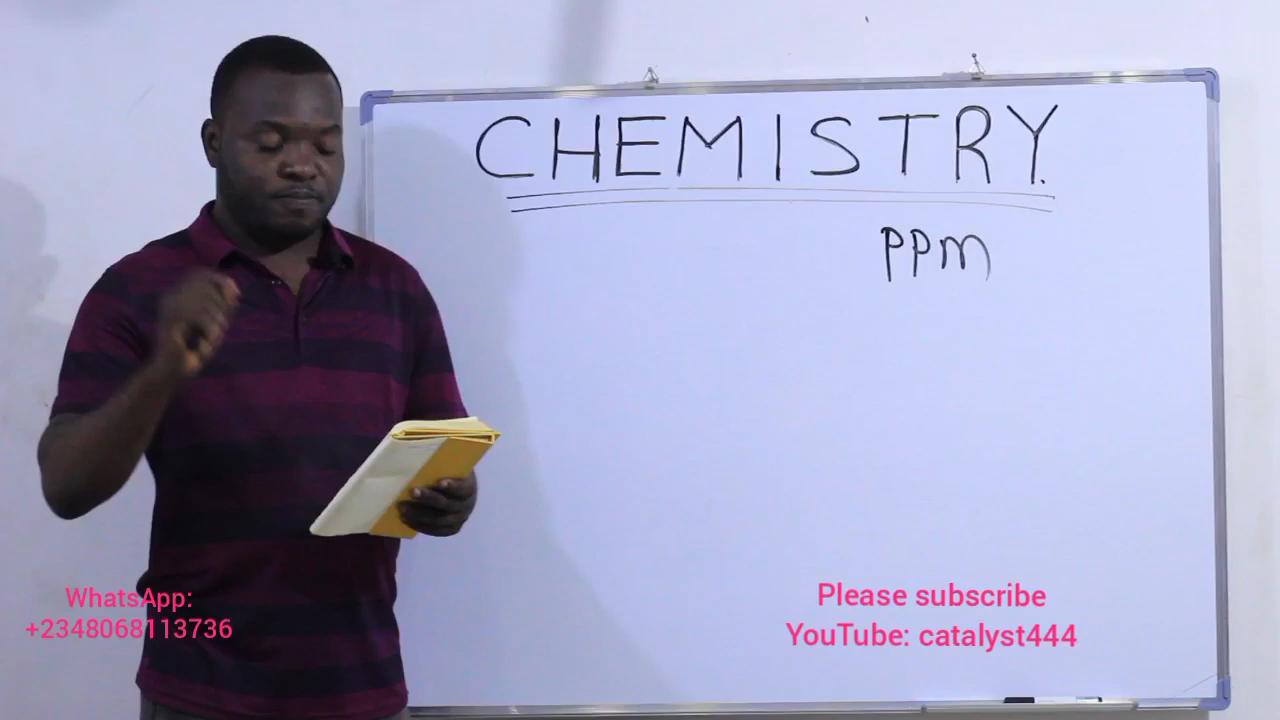 CHEMISTRY.
ppm
WhatsApp:
+2348068113736
Please subscribe
YouTube: catalyst444